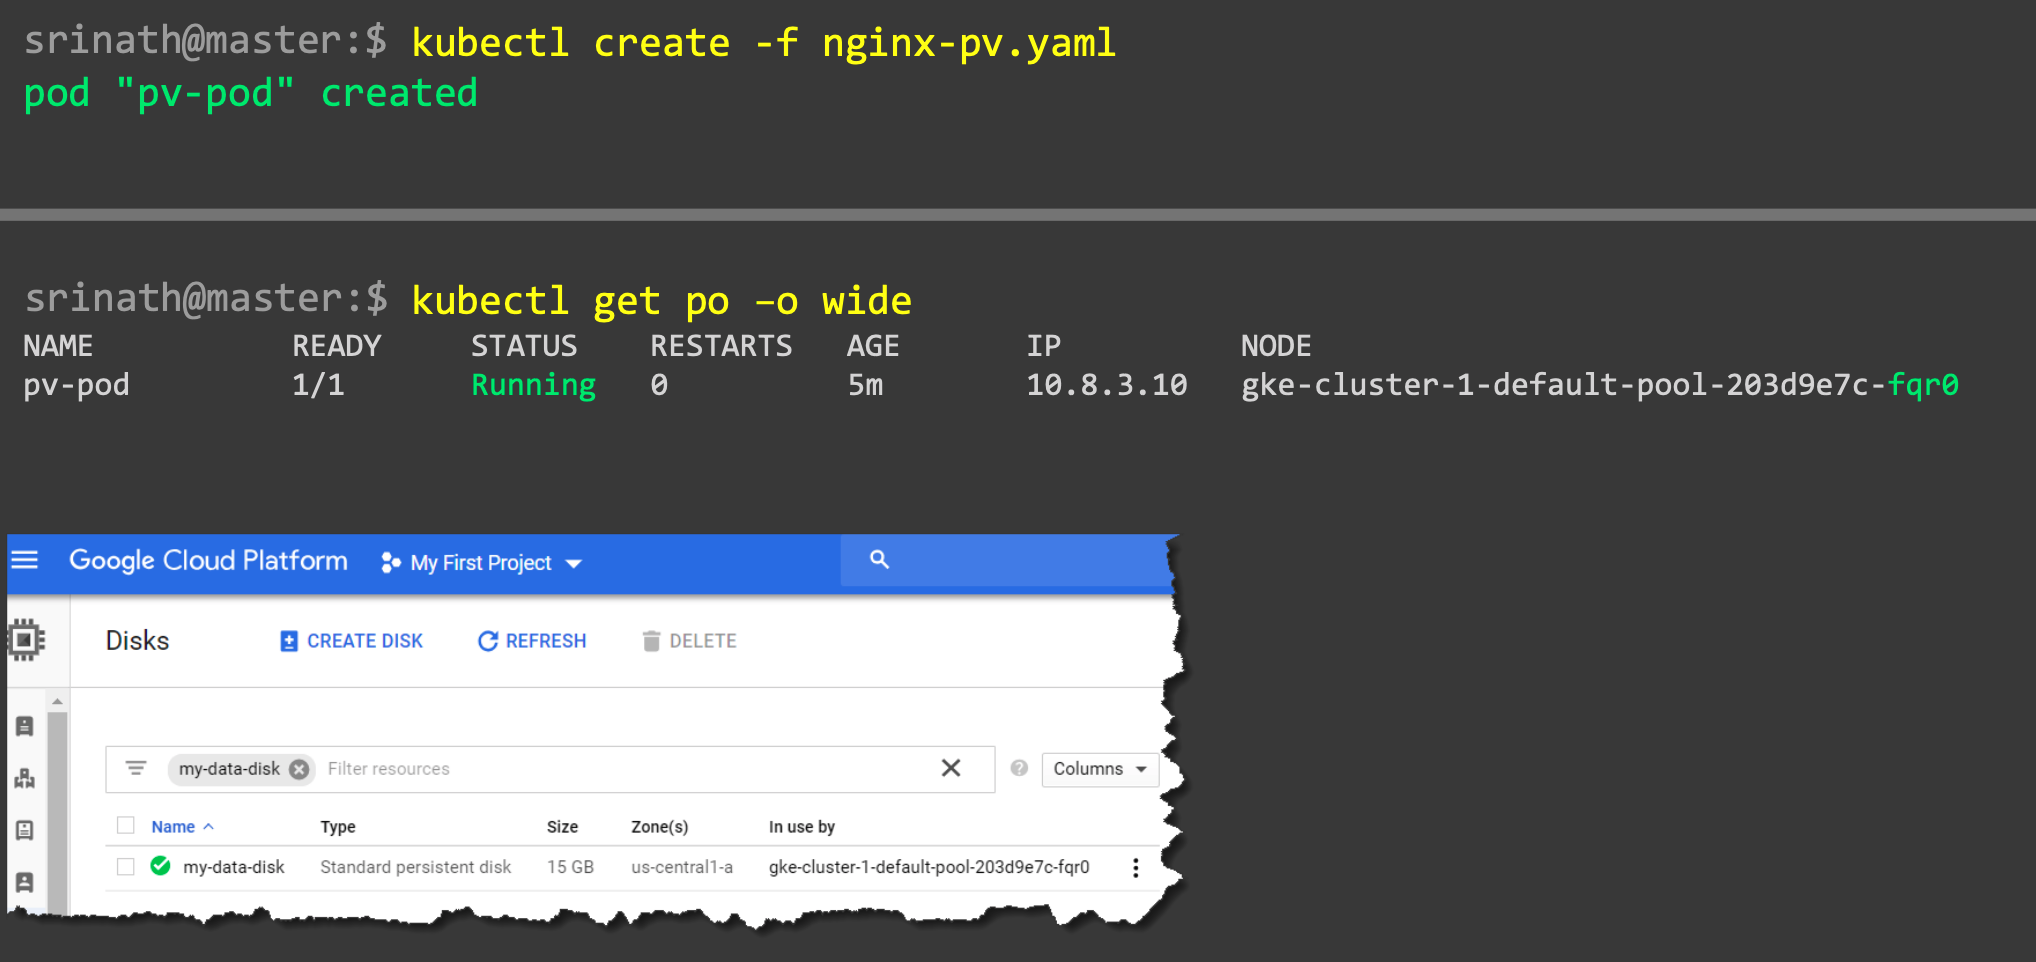 srinath@master:$ kubectl create -f nginx-pv.yaml
pod "pv-pod" created
srinath@master:$ kubectl get po –o wide
NAME READY STATUS RESTARTS AGE IP NODE
pv-pod 1/1 Running 0 5m 10.8.3.10 gke-cluster-1-default-pool-203d9e7c-fqr0
Google Cloud Platform My First Project
Disks CREATE DISK REFRESH DELETE
my-data-disk Filter resources Columns
Name Type Size Zone(s) In use by
my-data-disk Standard persistent disk 15 GB us-central1-a gke-cluster-1-default-pool-203d9e7c-fqr0